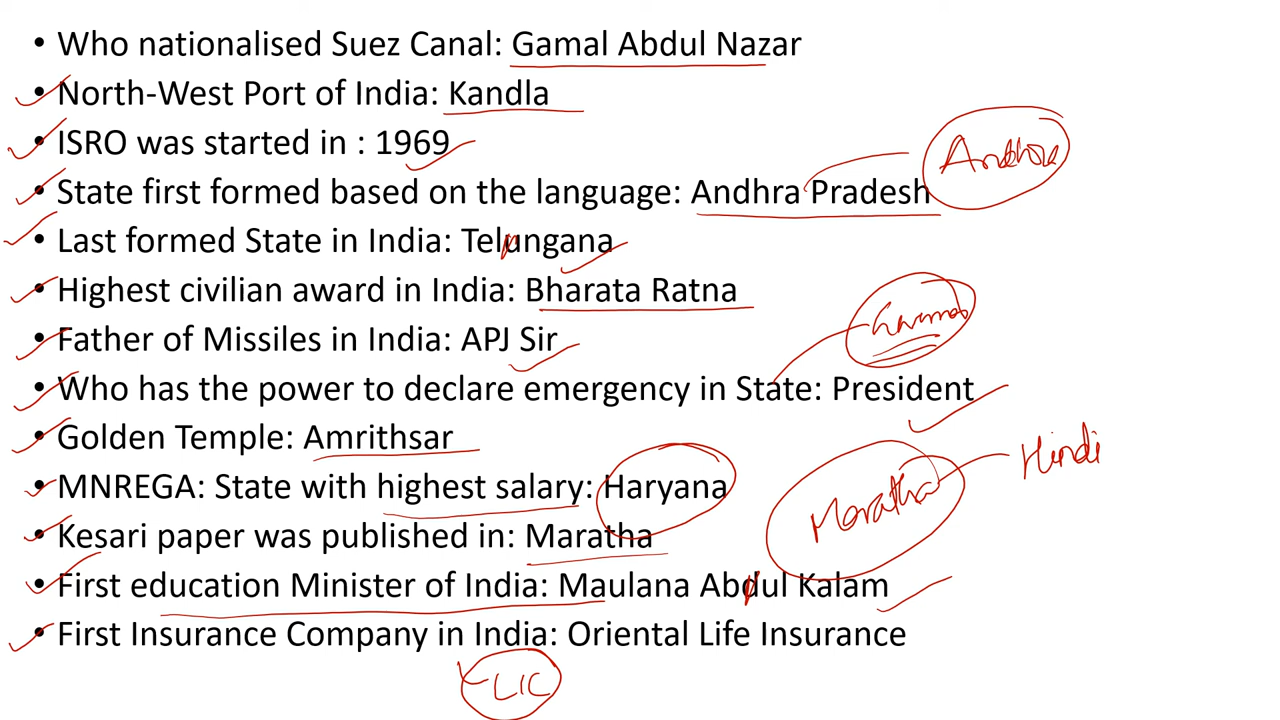 • Who nationalised Suez Canal: Gamal Abdul Nazar
• North-West Port of India: Kandla
• ISRO was started in : 1969
Andhra
• State first formed based on the language: Andhra Pradesh
• Last formed State in India: Telungana
• Highest civilian award in India: Bharata Ratna
• Father of Missiles in India: APJ Sir
• Who has the power to declare emergency in State: President
• Golden Temple: Amrithsar
Hindi
• MNREGA: State with highest salary: Haryana
Maratha
• Kesari paper was published in: Maratha
• First education Minister of India: Maulana Abdul Kalam
• First Insurance Company in India: Oriental Life Insurance
LIC